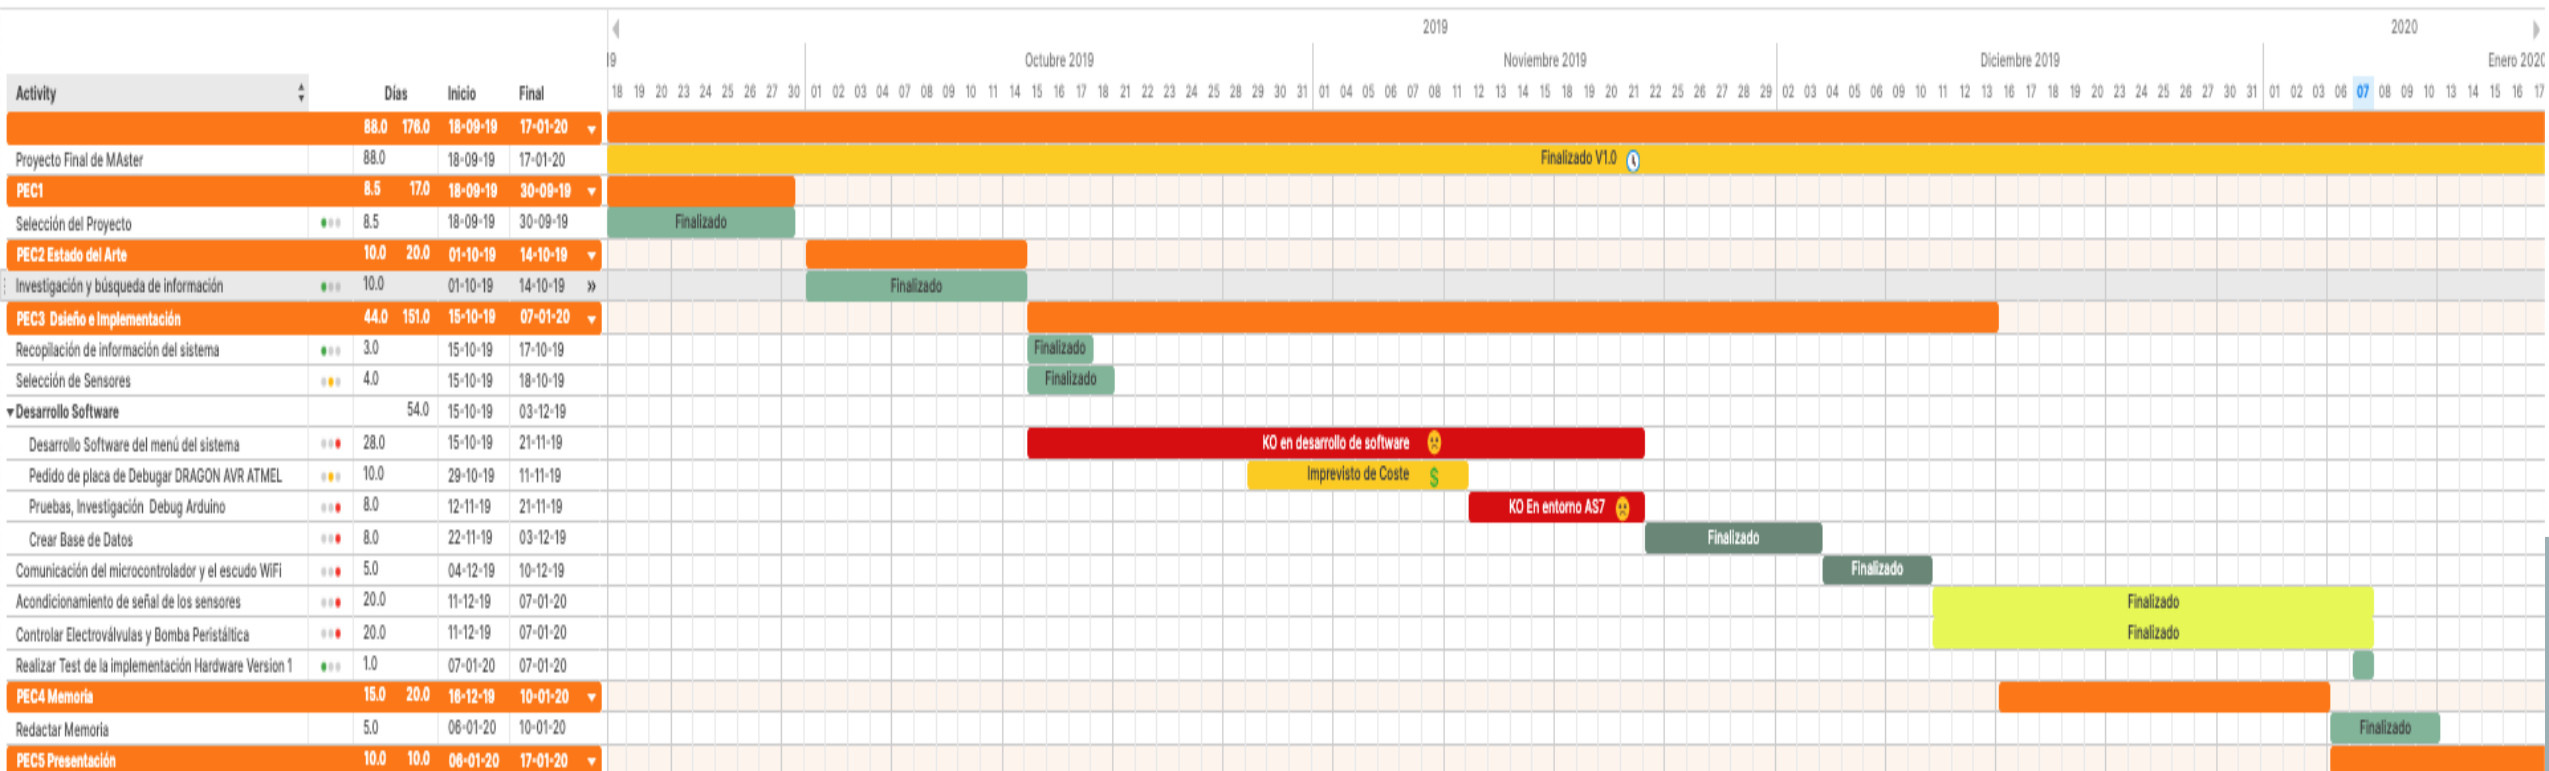 2019 2020
19 Octubre 2019 Noviembre 2019 Diciembre 2019 Enero 2020
Activity Días Inicio Final 18 19 20 23 24 25 26 27 30 01 02 03 04 07 08 09 10 11 14 15 16 17 18 21 22 23 24 25 28 29 30 31 01 04 05 06 07 08 11 12 13 14 15 18 19 20 21 22 25 26 27 28 29 02 03 04 05 06 09 10 11 12 13 16 17 18 19 20 23 24 25 26 27 30 31 01 02 03 06 07 08 09 10 13 14 15 16 17
88.0 176.0 18-09-19 17-01-20
Proyecto Final de MAster 88.0 18-09-19 17-01-20 Finalizado V1.0
PEC1 8.5 17.0 18-09-19 30-09-19
Selección del Proyecto 8.5 18-09-19 30-09-19 Finalizado
PEC2 Estado del Arte 10.0 20.0 01-10-19 14-10-19
Investigación y búsqueda de información 10.0 01-10-19 14-10-19 » Finalizado
PEC3 Dsieño e Implementación 44.0 151.0 15-10-19 07-01-20
Recopilación de información del sistema 3.0 15-10-19 17-10-19 Finalizado
Selección de Sensores 4.0 15-10-19 18-10-19 Finalizado
Desarrollo Software 54.0 15-10-19 03-12-19
Desarrollo Software del menú del sistema 28.0 15-10-19 21-11-19 KO en desarrollo de software
Pedido de placa de Debugar DRAGON AVR ATMEL 10.0 29-10-19 11-11-19 Imprevisto de Coste $
Pruebas, Investigación Debug Arduino 8.0 12-11-19 21-11-19 KO En entorno AS7
Crear Base de Datos 8.0 22-11-19 03-12-19 Finalizado
Comunicación del microcontrolador y el escudo WiFi 5.0 04-12-19 10-12-19 Finalizado
Acondicionamiento de señal de los sensores 20.0 11-12-19 07-01-20 Finalizado
Controlar Electroválvulas y Bomba Peristáltica 20.0 11-12-19 07-01-20 Finalizado
Realizar Test de la implementación Hardware Version 1 1.0 07-01-20 07-01-20
PEC4 Memoria 15.0 20.0 16-12-19 10-01-20
Redactar Memoria 5.0 06-01-20 10-01-20 Finalizado
PEC5 Presentación 10.0 10.0 06-01-20 17-01-20